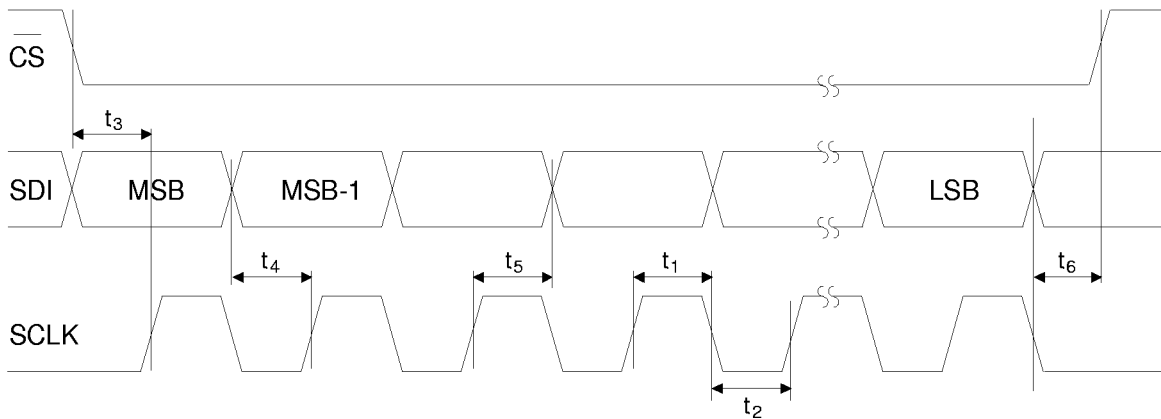 CS
t3
SDI MSB MSB-1 LSB
t4 t5 t1 t6
SCLK
t2